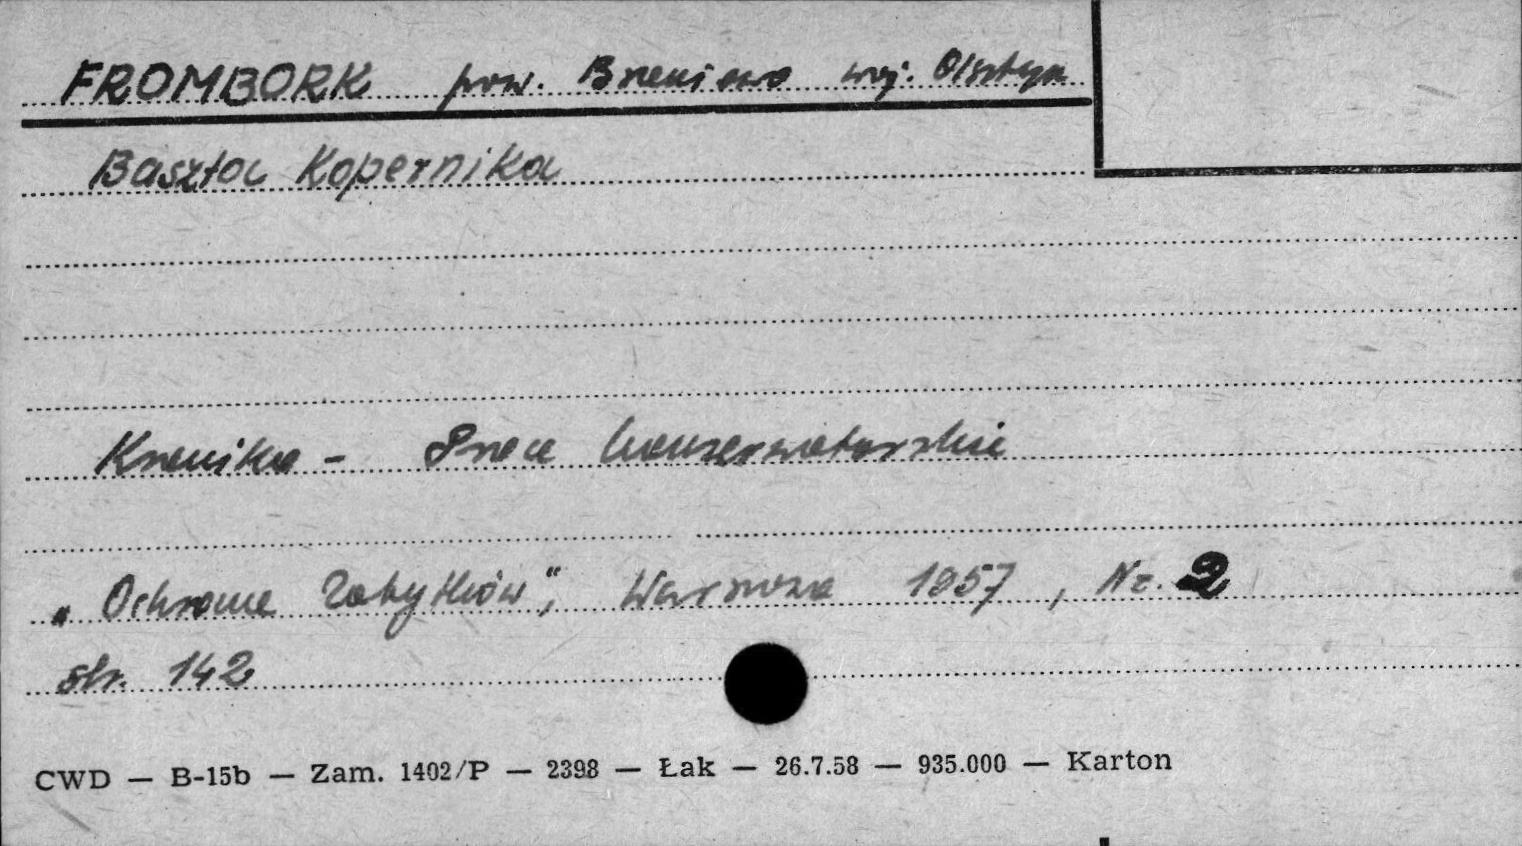 FROMBORK pow. Braniewo woj. Olsztyn
Baszta Kopernika
Kronika - Prace konserwatorskie
„Ochrona Zabytków”, Warszawa 1957, Nr. 2
str. 142
CWD — B-15b — Zam. 1402/P — 2398 — Łak — 26.7.58 — 935.000 — Karton